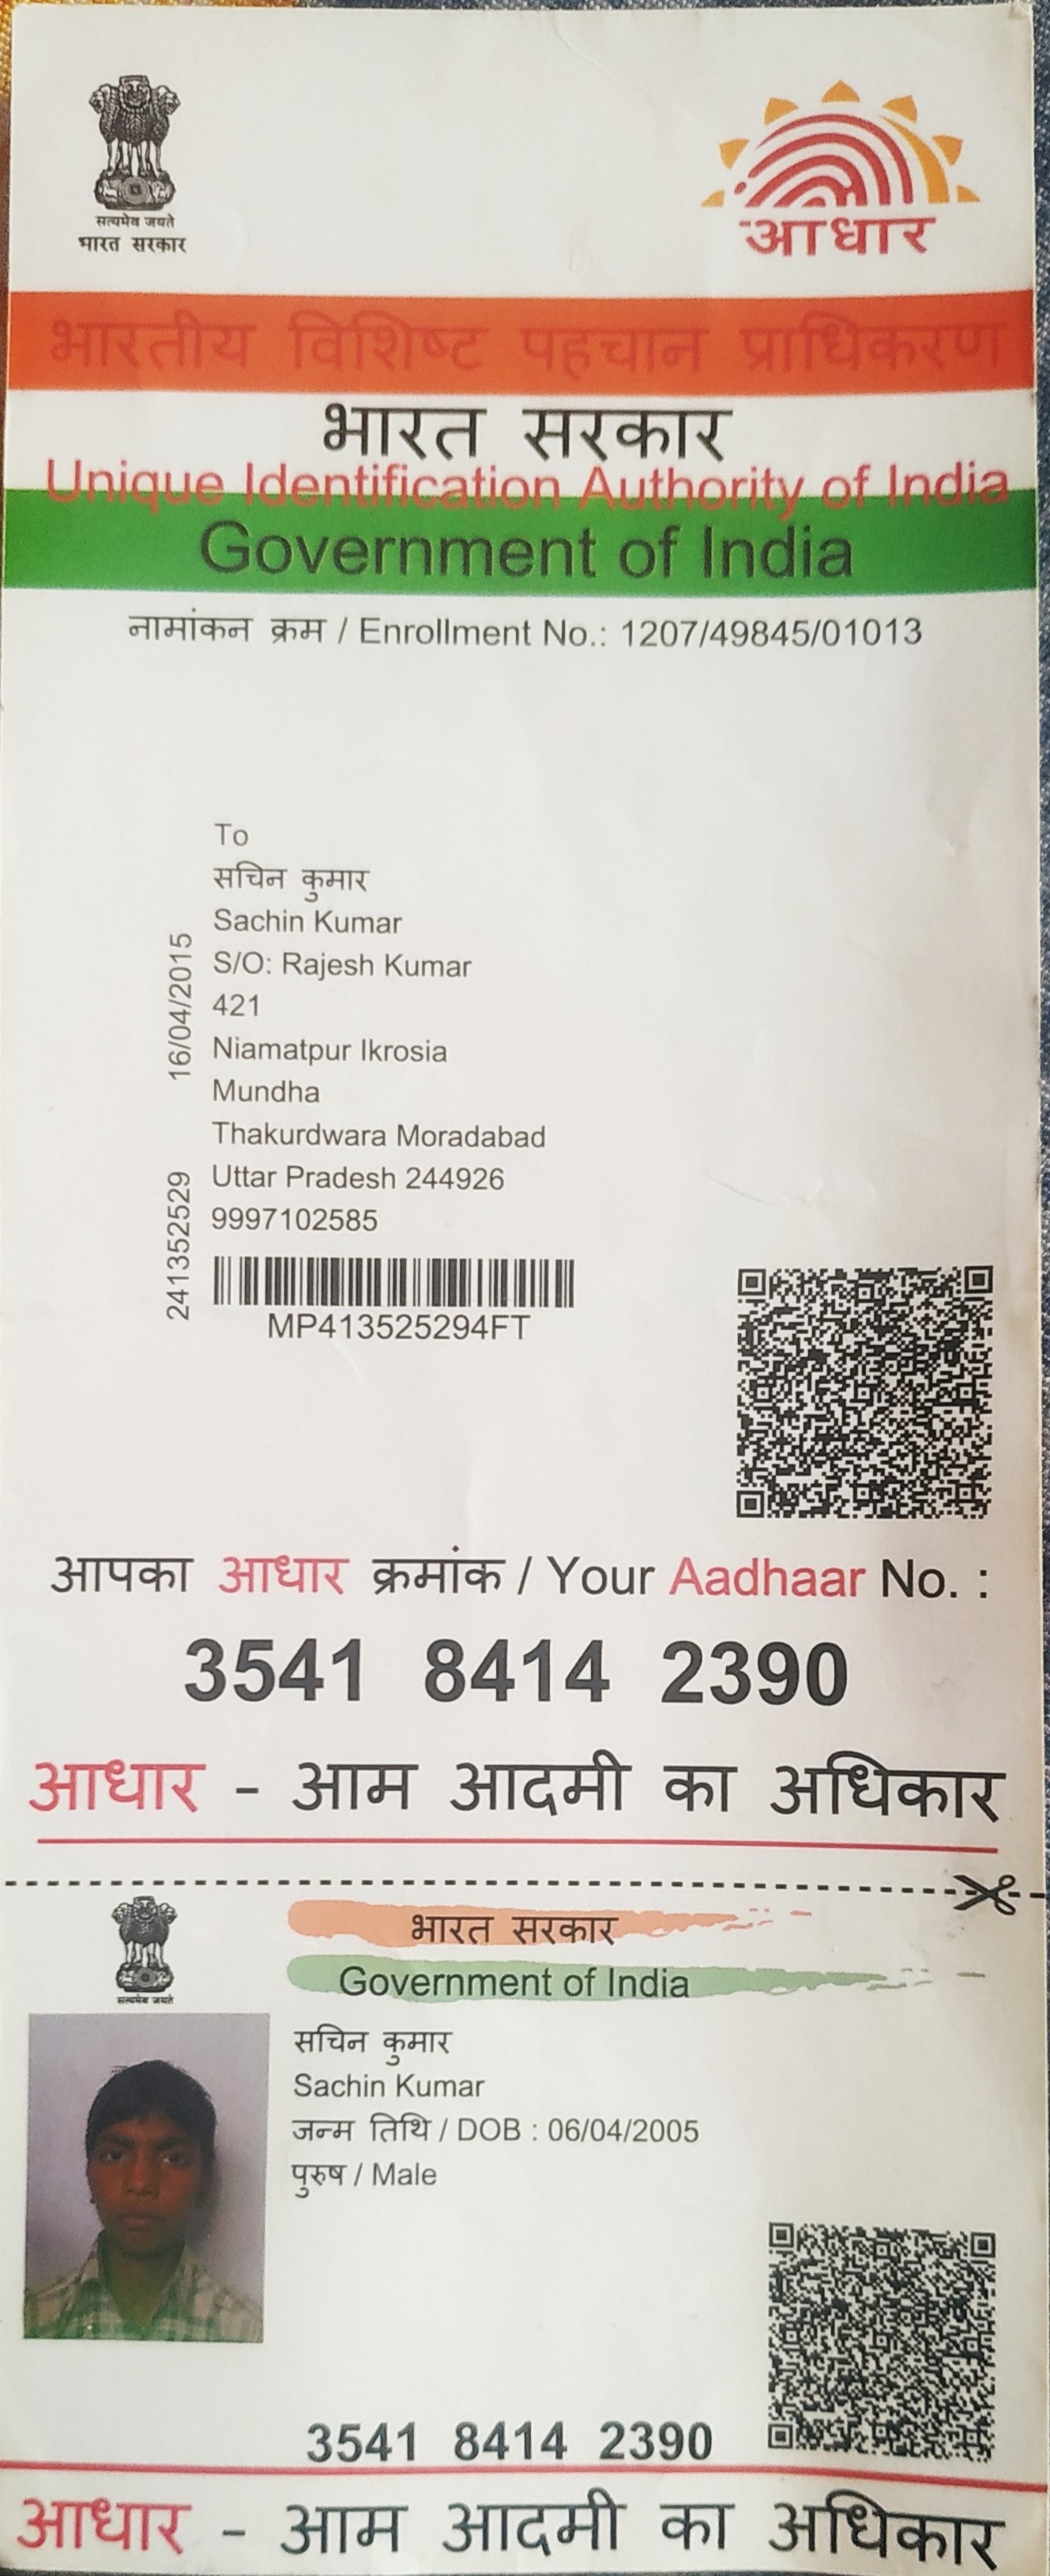 सत्यमेव जयते
भारत सरकार
आधार
भारतीय विशिष्ट पहचान प्राधिकरण
भारत सरकार
Unique Identification Authority of India
Government of India
नामांकन क्रम / Enrollment No.: 1207/49845/01013
To
सचिन कुमार
Sachin Kumar
S/O: Rajesh Kumar
421
Niamatpur Ikrosia
Mundha
Thakurdwara Moradabad
Uttar Pradesh 244926
9997102585
241352529 16/04/2015
MP413525294FT
आपका आधार क्रमांक / Your Aadhaar No. :
3541 8414 2390
आधार - आम आदमी का अधिकार
सत्यमेव जयते
भारत सरकार
Government of India
सचिन कुमार
Sachin Kumar
जन्म तिथि / DOB : 06/04/2005
पुरुष / Male
3541 8414 2390
आधार - आम आदमी का अधिकार